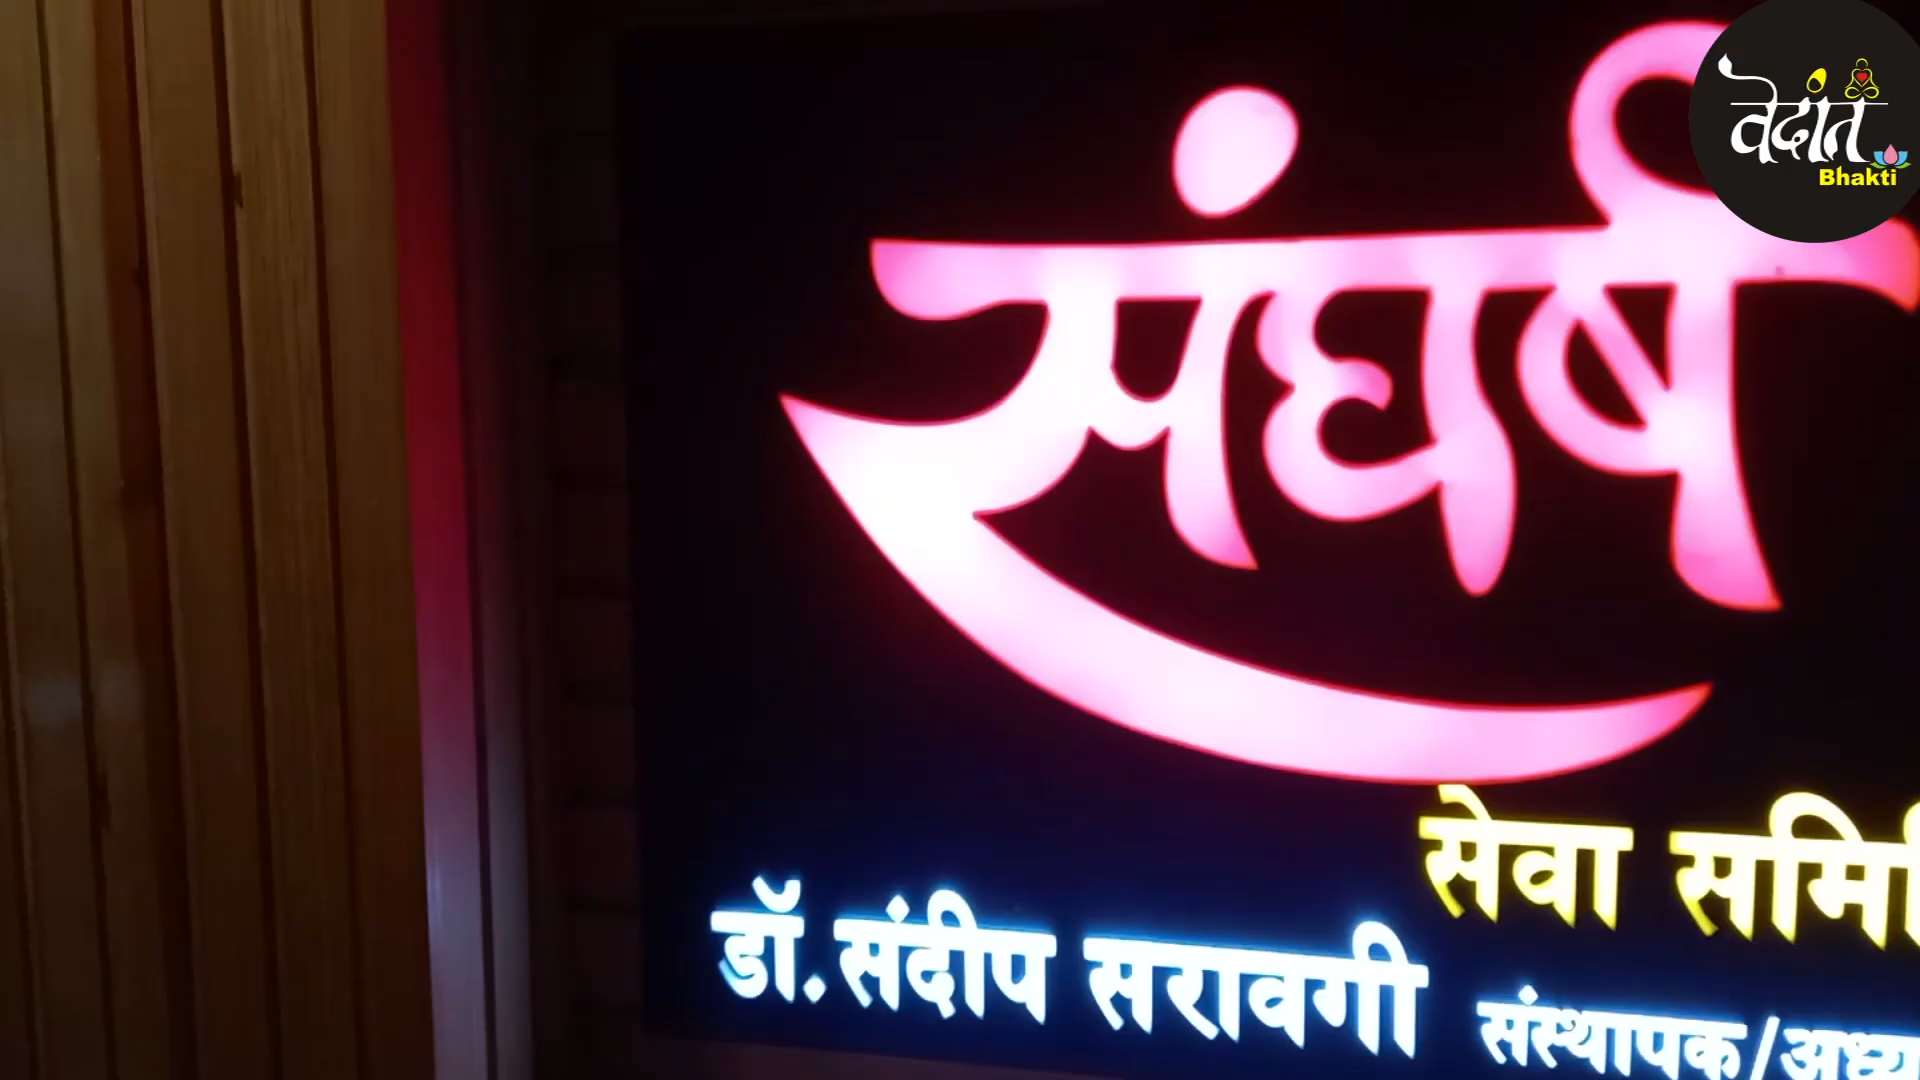 वेदांत
Bhakti
संघर्ष
सेवा
डॉ. संदीप सरावगी
संस्थापक/